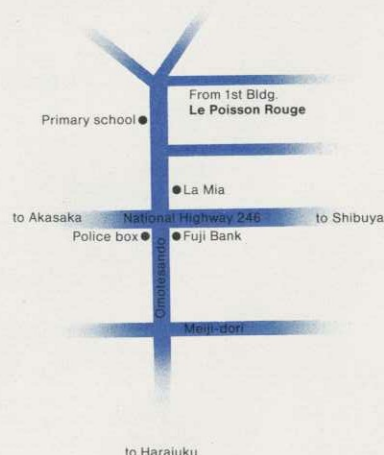 From 1st Bldg.
Le Poisson Rouge
Primary school
La Mia
to Akasaka
National Highway 246
to Shibuya
Police box
Fuji Bank
Omotesando
Meiji-dori
to Harajuku